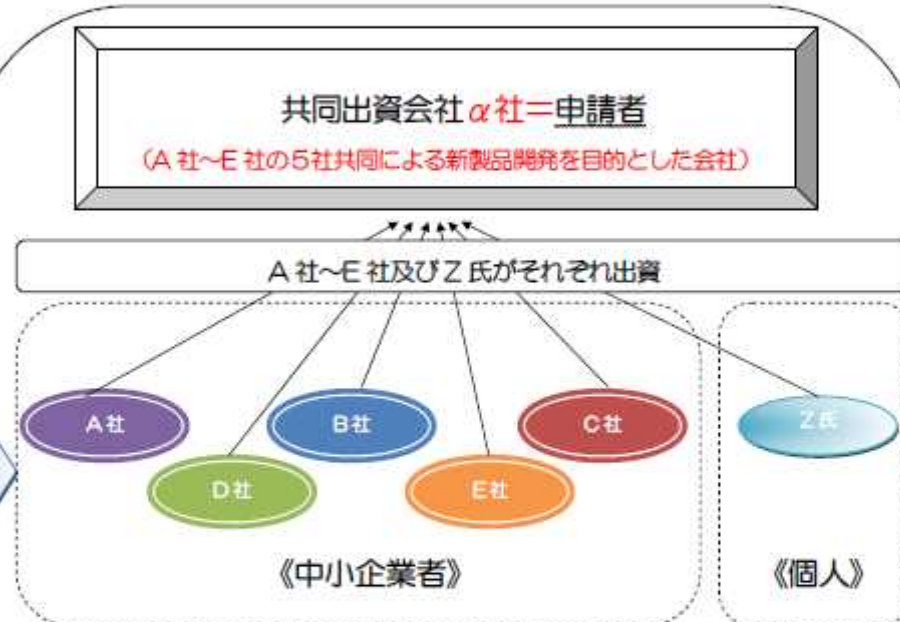 共同出資会社α社＝申請者
（A社～E社の5社共同による新製品開発を目的とした会社）
A社～E社及びZ氏がそれぞれ出資
A社
B社
C社
Z氏
D社
E社
《中小企業者》
《個人》